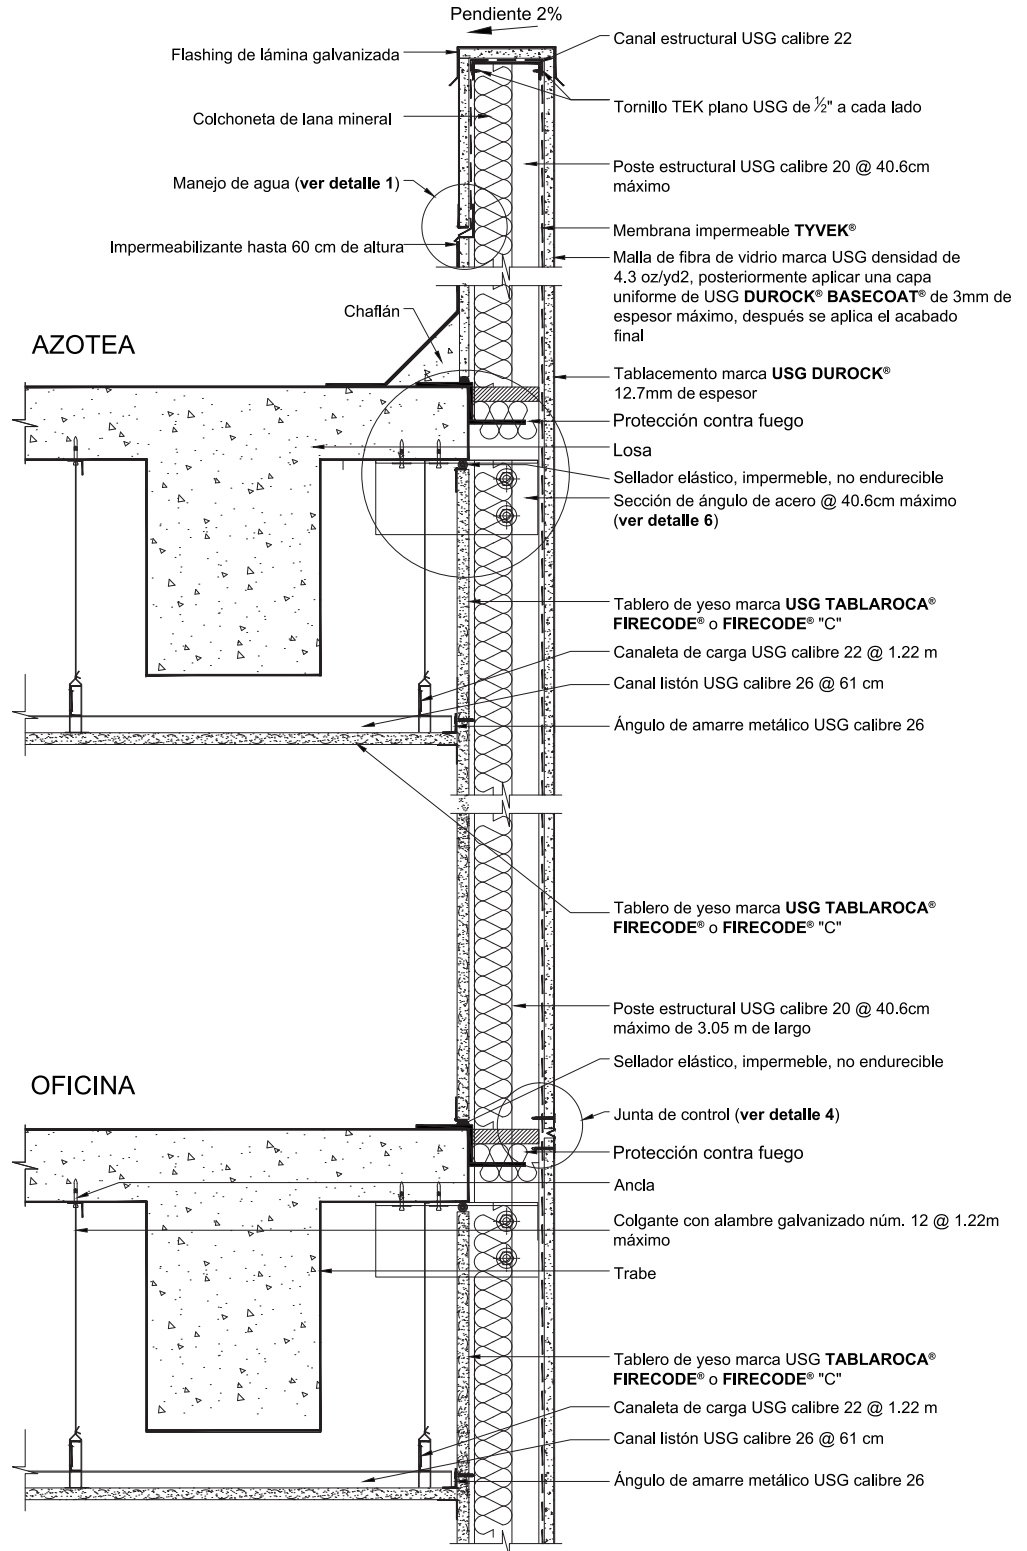 Pendiente 2%
Flashing de lámina galvanizada
Canal estructural USG calibre 22
Tornillo TEK plano USG de ½" a cada lado
Colchoneta de lana mineral
Poste estructural USG calibre 20 @ 40.6cm
máximo
Manejo de agua (ver detalle 1)
Membrana impermeable TYVEK®
Impermeabilizante hasta 60 cm de altura
Malla de fibra de vidrio marca USG densidad de
4.3 oz/yd2, posteriormente aplicar una capa
uniforme de USG DUROCK® BASECOAT® de 3mm de
espesor máximo, después se aplica el acabado
final
Chaflán
AZOTEA
Tablacemento marca USG DUROCK®
12.7mm de espesor
Protección contra fuego
Losa
Sellador elástico, impermeble, no endurecible
Sección de ángulo de acero @ 40.6cm máximo
(ver detalle 6)
Tablero de yeso marca USG TABLAROCA®
FIRECODE® o FIRECODE® "C"
Canaleta de carga USG calibre 22 @ 1.22 m
Canal listón USG calibre 26 @ 61 cm
Ángulo de amarre metálico USG calibre 26
Tablero de yeso marca USG TABLAROCA®
FIRECODE® o FIRECODE® "C"
Poste estructural USG calibre 20 @ 40.6cm
máximo de 3.05 m de largo
Sellador elástico, impermeble, no endurecible
OFICINA
Junta de control (ver detalle 4)
Protección contra fuego
Ancla
Colgante con alambre galvanizado núm. 12 @ 1.22m
máximo
Trabe
Tablero de yeso marca USG TABLAROCA®
FIRECODE® o FIRECODE® "C"
Canaleta de carga USG calibre 22 @ 1.22 m
Canal listón USG calibre 26 @ 61 cm
Ángulo de amarre metálico USG calibre 26